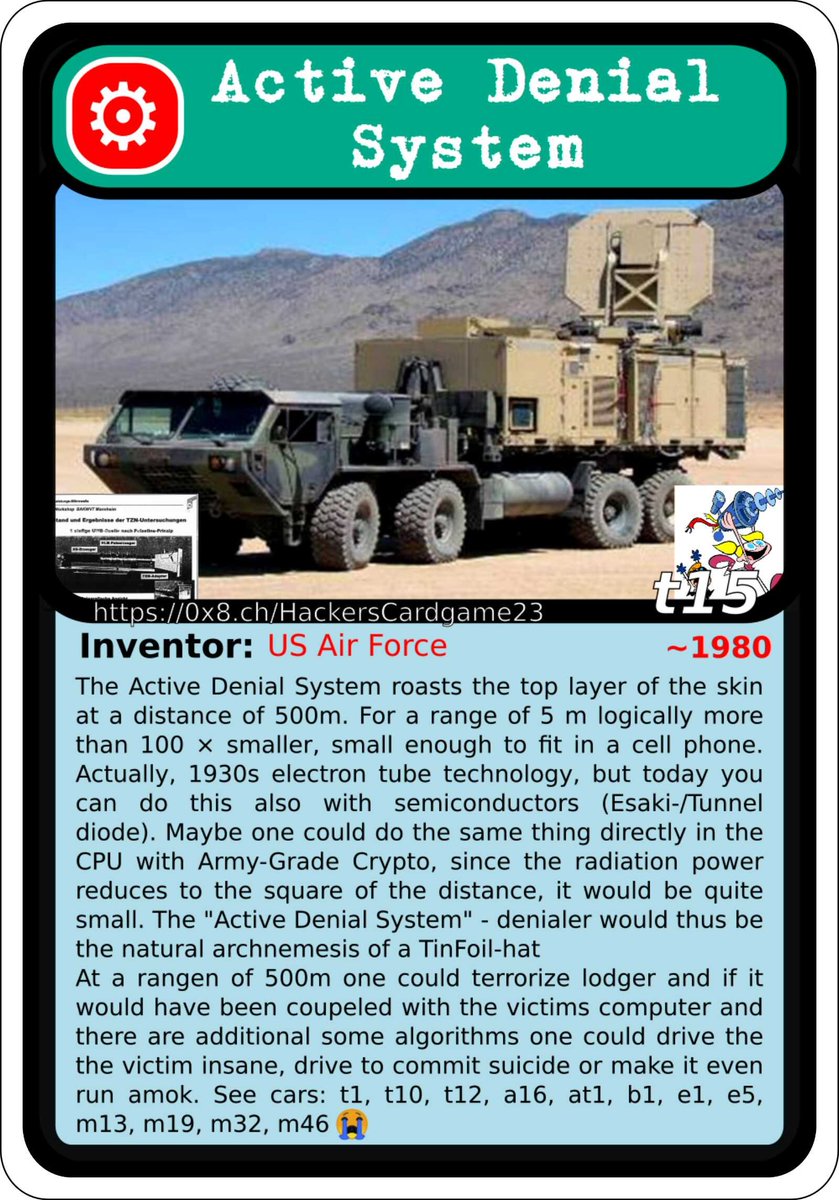 Active Denial
System
Workshop
tand und Ergebnisse der TZN-Untersuchungen
t15
https://0x8.ch/HackersCardgame23
Inventor: US Air Force ~1980
The Active Denial System roasts the top layer of the skin
at a distance of 500m. For a range of 5 m logically more
than 100 × smaller, small enough to fit in a cell phone.
Actually, 1930s electron tube technology, but today you
can do this also with semiconductors (Esaki-/Tunnel
diode). Maybe one could do the same thing directly in the
CPU with Army-Grade Crypto, since the radiation power
reduces to the square of the distance, it would be quite
small. The "Active Denial System" - denialer would thus be
the natural archnemesis of a TinFoil-hat
At a rangen of 500m one could terrorize lodger and if it
would have been coupeled with the victims computer and
there are additional some algorithms one could drive the
the victim insane, drive to commit suicide or make it even
run amok. See cars: t1, t10, t12, a16, at1, b1, e1, e5,
m13, m19, m32, m46 😭